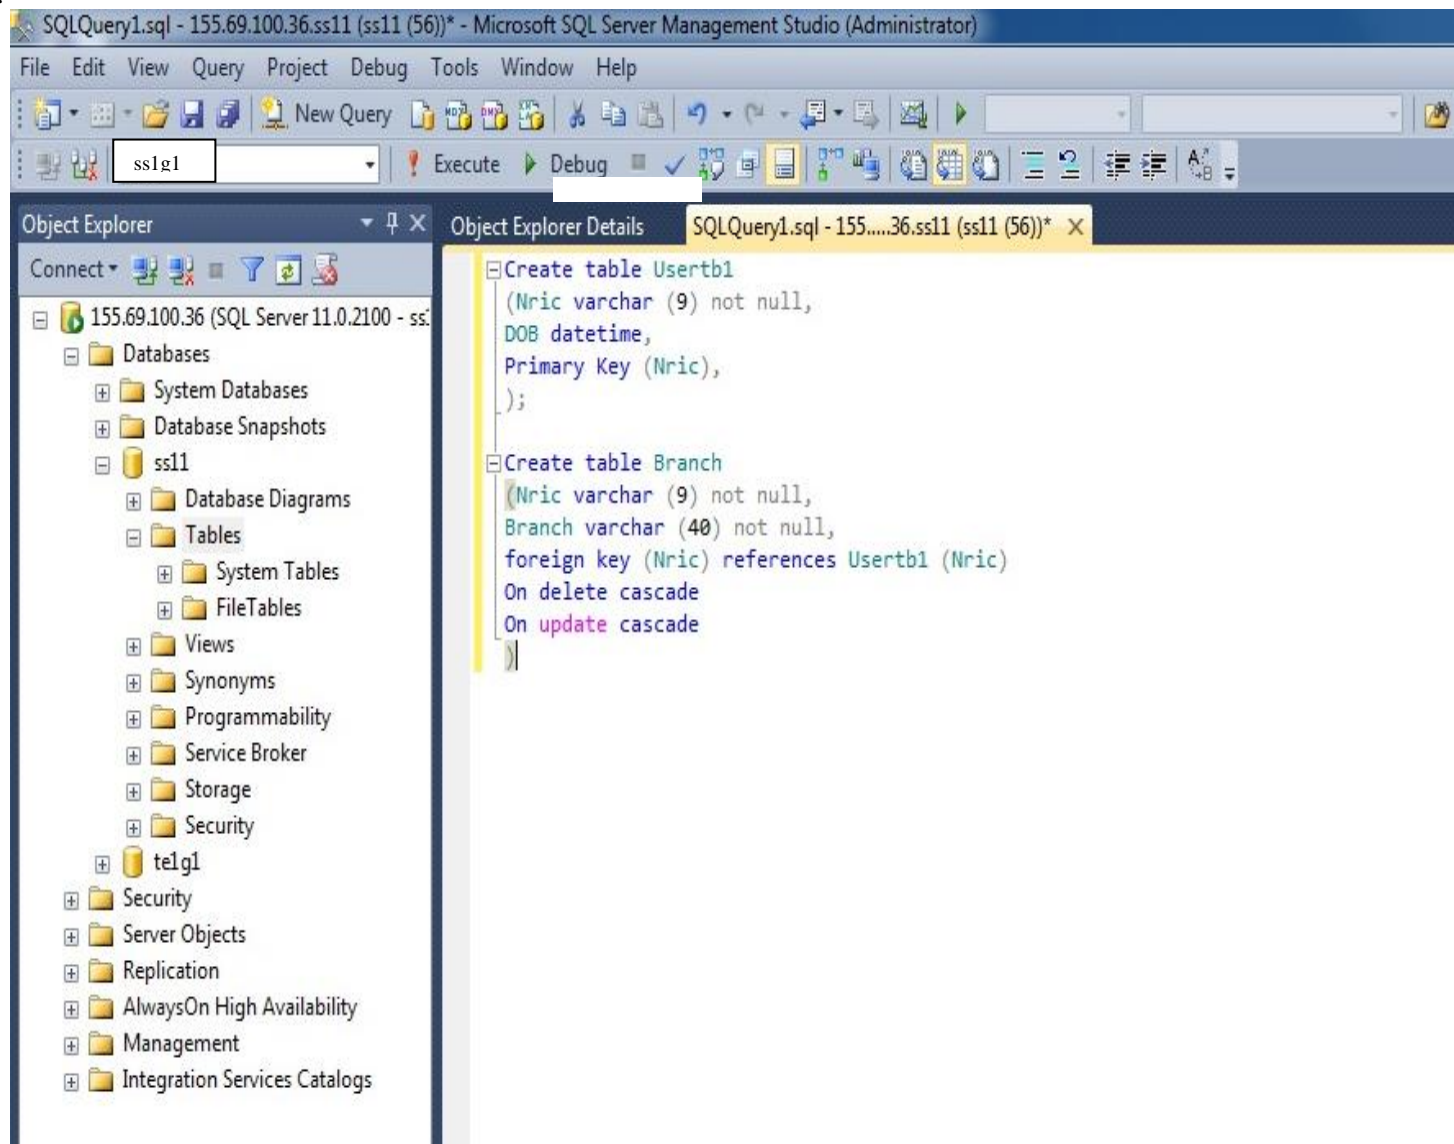 SQLQuery1.sql - 155.69.100.36.ss11 (ss11 (56))* - Microsoft SQL Server Management Studio (Administrator)
File Edit View Query Project Debug Tools Window Help
New Query
ss1g1 Execute Debug
Object Explorer
Connect
155.69.100.36 (SQL Server 11.0.2100 - ss
Databases
System Databases
Database Snapshots
ss11
Database Diagrams
Tables
System Tables
FileTables
Views
Synonyms
Programmability
Service Broker
Storage
Security
te1g1
Security
Server Objects
Replication
AlwaysOn High Availability
Management
Integration Services Catalogs
Object Explorer Details SQLQuery1.sql - 155.....36.ss11 (ss11 (56))*
Create table Usertb1
(Nric varchar (9) not null,
DOB datetime,
Primary Key (Nric),
);
Create table Branch
(Nric varchar (9) not null,
Branch varchar (40) not null,
foreign key (Nric) references Usertb1 (Nric)
On delete cascade
On update cascade
)